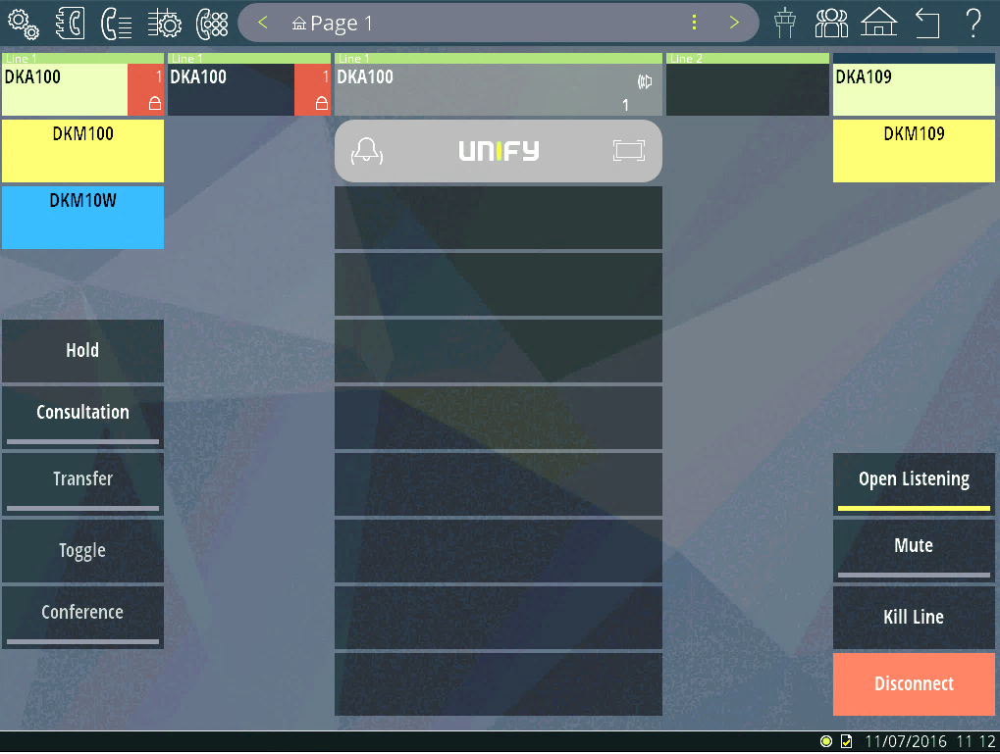 Page 1
?
Line 1
DKA100
1
Line 1
DKA100
1
Line 1
DKA100
1
Line 2
DKA109
DKM100
UNIFY
DKM109
DKM10W
Hold
Consultation
Transfer
Open Listening
Toggle
Mute
Conference
Kill Line
Disconnect
11/07/2016 11 12